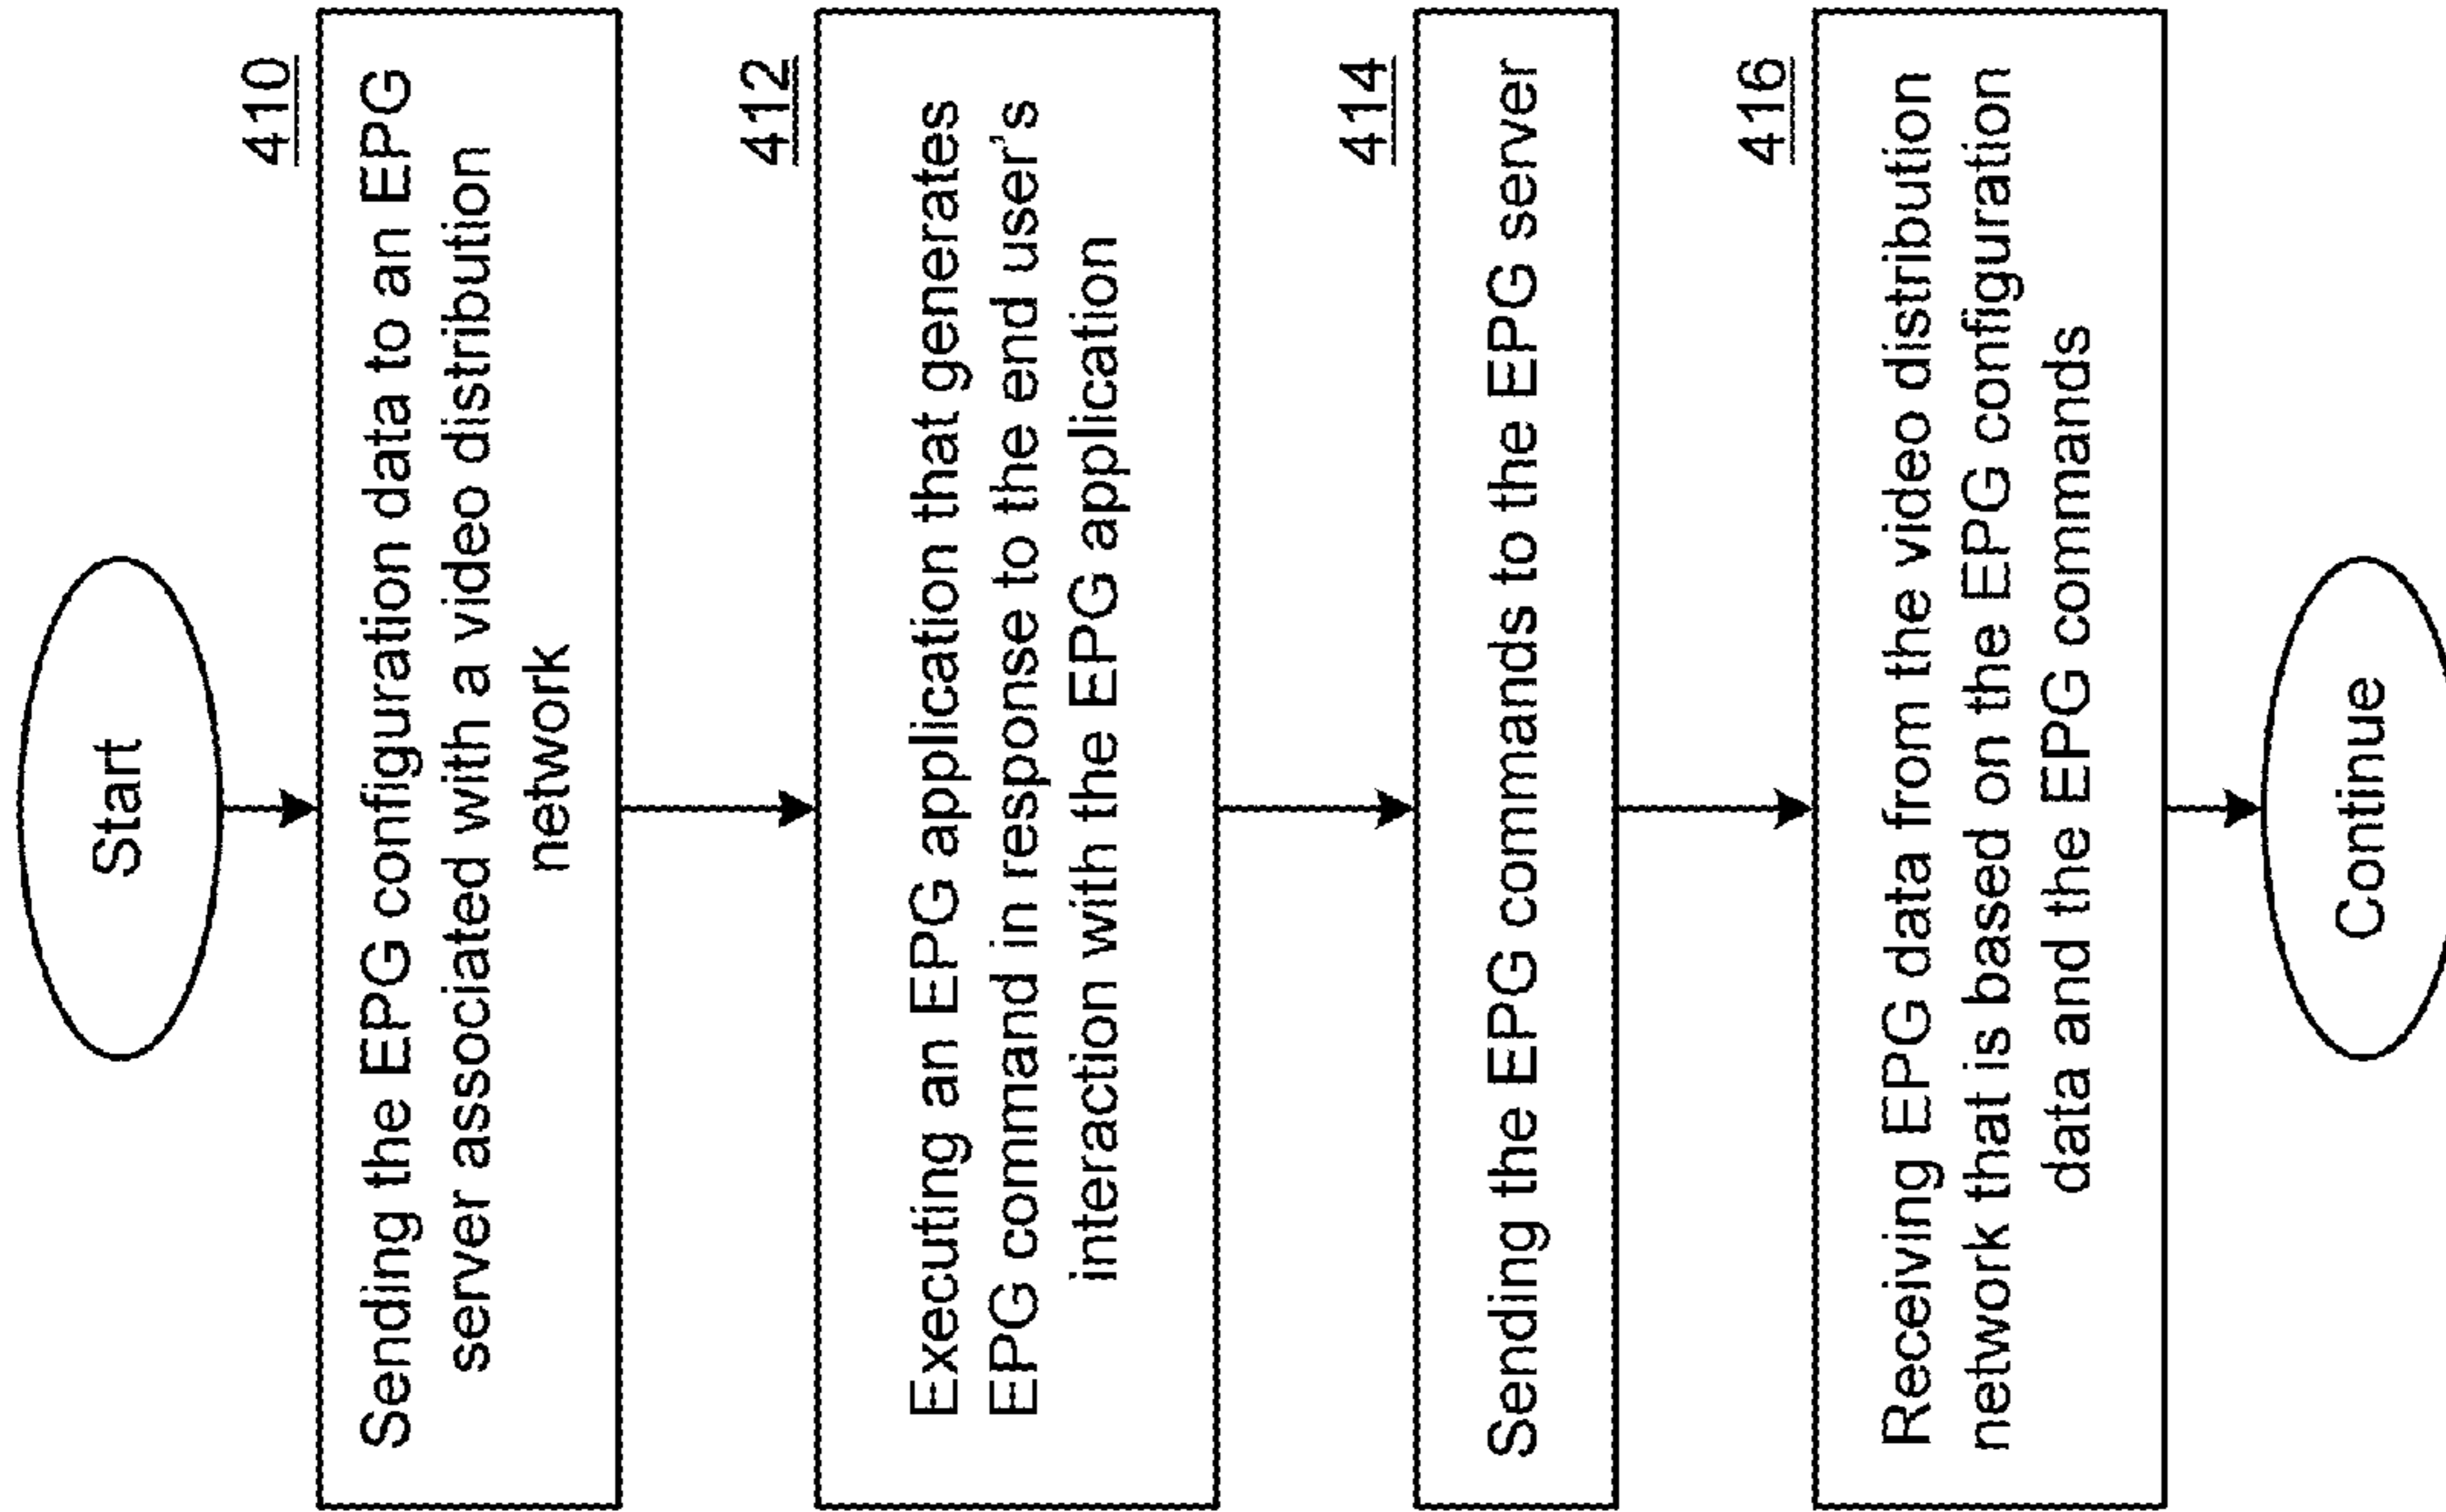 Start
410
Sending the EPG configuration data to an EPG
server associated with a video distribution
network
412
Executing an EPG application that generates
EPG command in response to the end user's
interaction with the EPG application
414
Sending the EPG commands to the EPG server
416
Receiving EPG data from the video distribution
network that is based on the EPG configuration
data and the EPG commands
Continue